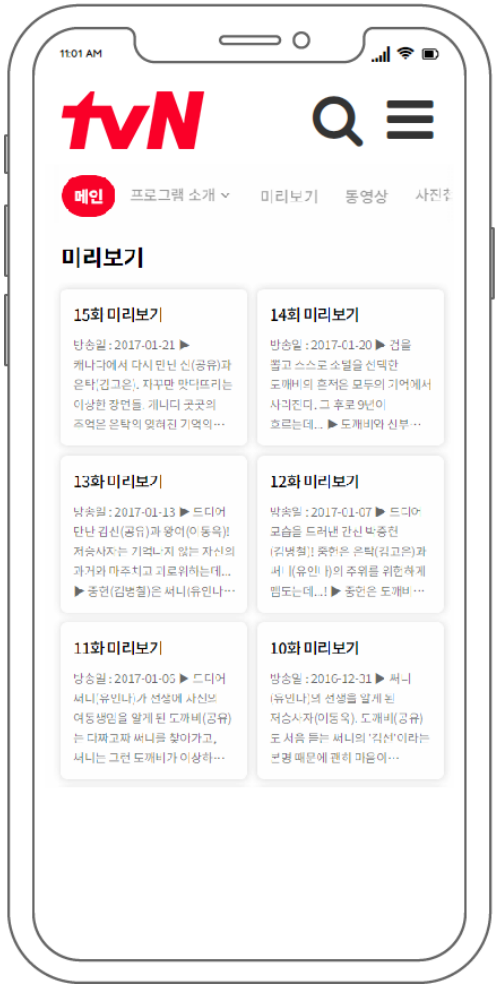 11:01 AM
tvN
메인 프로그램 소개 미리보기 동영상 사진첩
미리보기
15회 미리보기
방송일 : 2017-01-21 ▶
캐나다에서 다시 만난 신(공유)과
은탁(김고은). 자꾸만 맞닥뜨리는
이상한 장면들. 캐나다 곳곳의
추억은 은탁의 잊혀진 기억의…
14회 미리보기
방송일 : 2017-01-20 ▶ 검을
뽑고 스스로 소멸을 선택한
도깨비의 흔적은 모두의 기억에서
사라진다. 그 후로 9년이
흐르는데... ▶ 도깨비와 신부…
13화 미리보기
방송일 : 2017-01-13 ▶ 드디어
만난 김신(공유)과 왕여(이동욱)!
저승사자는 기억나지 않는 자신의
과거와 마주치고 괴로워하는데...
▶ 중헌(김병철)은 써니(유인나…
12화 미리보기
방송일 : 2017-01-07 ▶ 드디어
모습을 드러낸 간신 박중헌
(김병철)! 중헌은 은탁(김고은)과
써니(유인나)의 주위를 위험하게
맴도는데...! ▶ 중헌은 도깨비…
11화 미리보기
방송일 : 2017-01-06 ▶ 드디어
써니(유인나)가 전생에 자신의
여동생임을 알게 된 도깨비(공유)
는 다짜고짜 써니를 찾아가고,
써니는 그런 도깨비가 이상하…
10화 미리보기
방송일 : 2016-12-31 ▶ 써니
(유인나)의 전생을 알게 된
저승사자(이동욱). 도깨비(공유)
도 처음 듣는 써니의 '김선'이라는
본명 때문에 괜히 마음이…